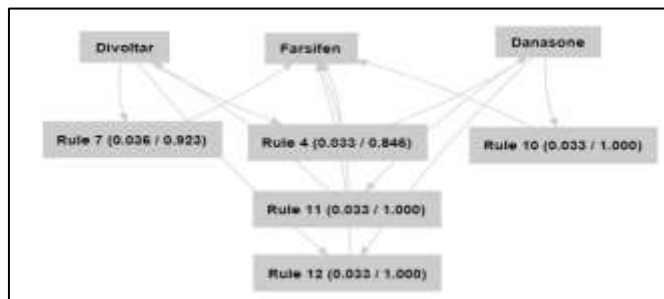 Divoltar Farsifen Danasone
Rule 7 (0.036 / 0.923) Rule 4 (0.033 / 0.846) Rule 10 (0.033 / 1.000)
Rule 11 (0.033 / 1.000)
Rule 12 (0.033 / 1.000)